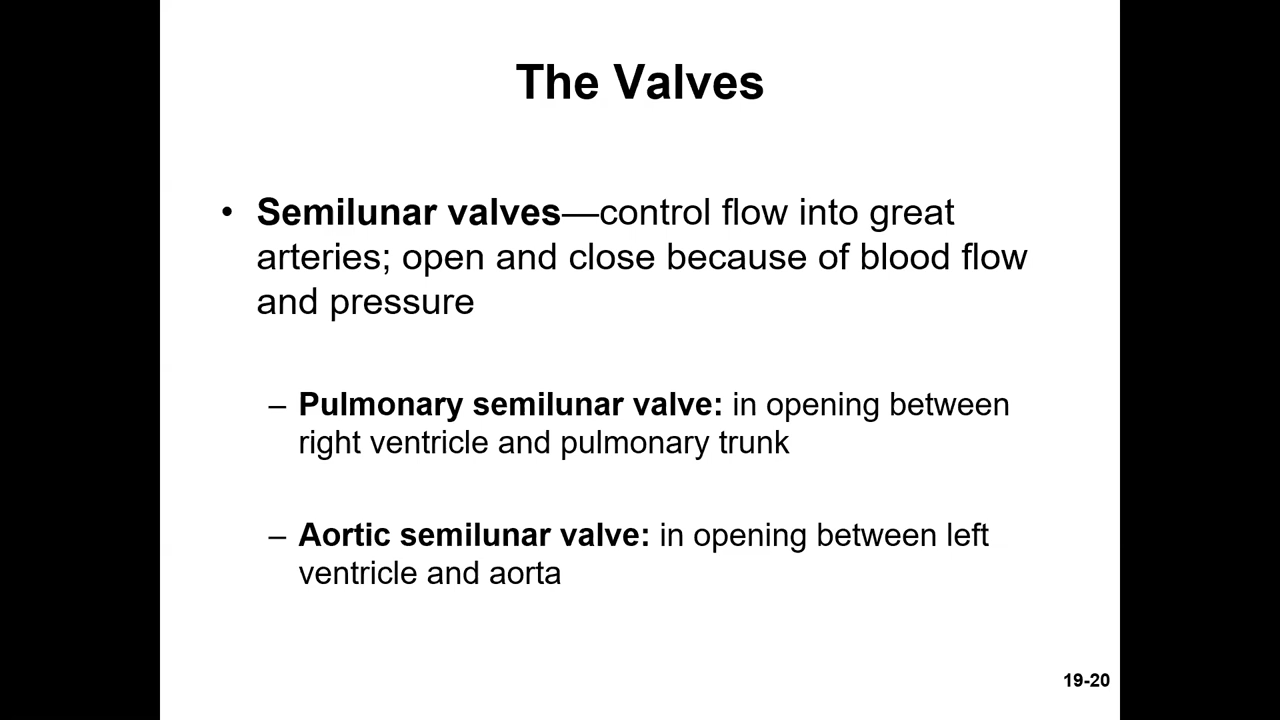 The Valves
• Semilunar valves—control flow into great
arteries; open and close because of blood flow
and pressure
– Pulmonary semilunar valve: in opening between
right ventricle and pulmonary trunk
– Aortic semilunar valve: in opening between left
ventricle and aorta
19-20